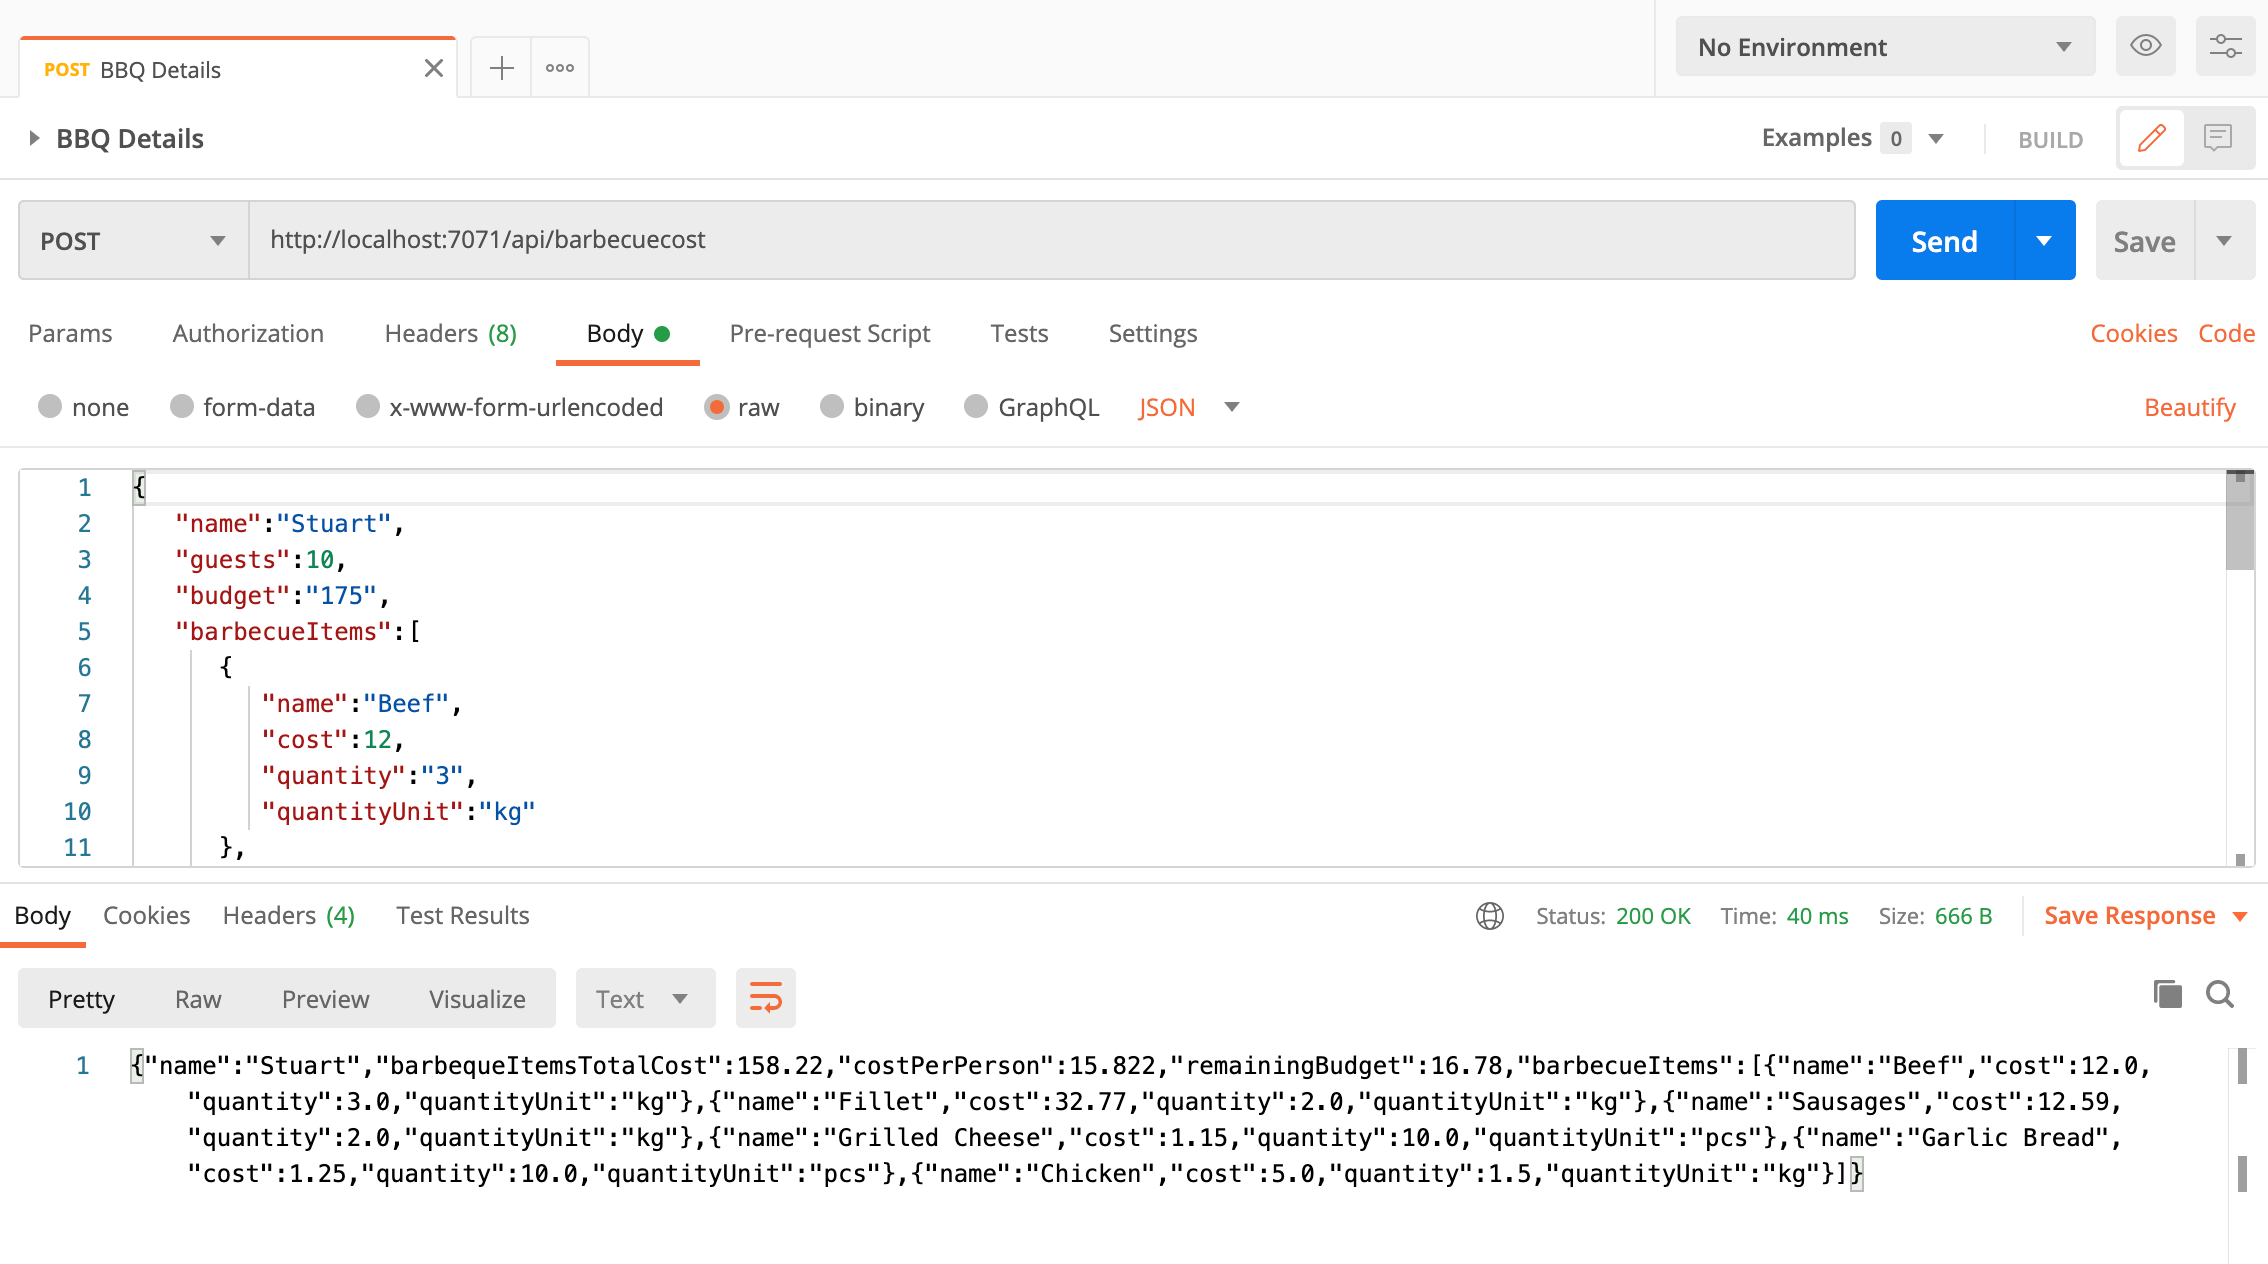 POST BBQ Details
No Environment
BBQ Details
Examples 0
BUILD
POST
http://localhost:7071/api/barbecuecost
Send
Save
Params Authorization Headers (8) Body Pre-request Script Tests Settings Cookies Code
none form-data x-www-form-urlencoded raw binary GraphQL JSON Beautify
1 {
2 "name":"Stuart",
3 "guests":10,
4 "budget":"175",
5 "barbecueItems":[
6 {
7 "name":"Beef",
8 "cost":12,
9 "quantity":"3",
10 "quantityUnit":"kg"
11 },
Body Cookies Headers (4) Test Results Status: 200 OK Time: 40 ms Size: 666 B Save Response
Pretty Raw Preview Visualize Text
1 {"name":"Stuart","barbequeItemsTotalCost":158.22,"costPerPerson":15.822,"remainingBudget":16.78,"barbecueItems":[{"name":"Beef","cost":12.0,
"quantity":3.0,"quantityUnit":"kg"},{"name":"Fillet","cost":32.77,"quantity":2.0,"quantityUnit":"kg"},{"name":"Sausages","cost":12.59,
"quantity":2.0,"quantityUnit":"kg"},{"name":"Grilled Cheese","cost":1.15,"quantity":10.0,"quantityUnit":"pcs"},{"name":"Garlic Bread",
"cost":1.25,"quantity":10.0,"quantityUnit":"pcs"},{"name":"Chicken","cost":5.0,"quantity":1.5,"quantityUnit":"kg"}]}